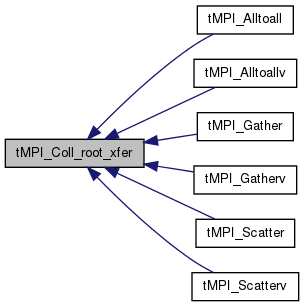 tMPI_Alltoall
tMPI_Alltoallv
tMPI_Gather
tMPI_Coll_root_xfer
tMPI_Gatherv
tMPI_Scatter
tMPI_Scatterv